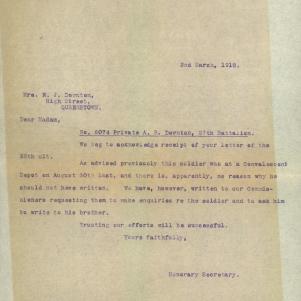 2nd March, 1918.
Mrs. N. J. Downton,
High Street,
QUEENSTOWN.
Dear Madam,
Re. 6074 Private A. S. Downton, 27th Battalion.
We beg to acknowledge receipt of your letter of the
28th ult.
As advised previously this soldier was at a Convalescent
Depot on August 30th last, and there is, apparently, no reason why he
should not have written. We have, however, written to our Commis-
sioners requesting them to make enquiries re the soldier and to ask him
to write to his brother.
Trusting our efforts will be successful.
Yours faithfully,
Honorary Secretary.